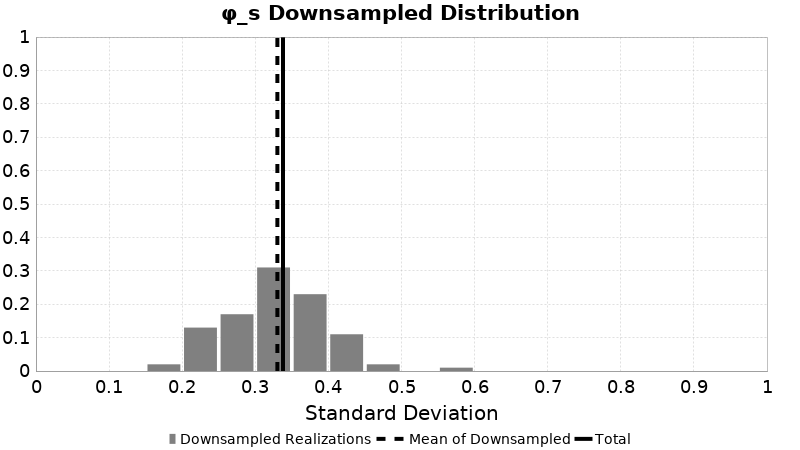 φ_s Downsampled Distribution
1
0.9
0.8
0.7
0.6
0.5
0.4
0.3
0.2
0.1
0
0 0.1 0.2 0.3 0.4 0.5 0.6 0.7 0.8 0.9 1
Standard Deviation
Downsampled Realizations Mean of Downsampled Total